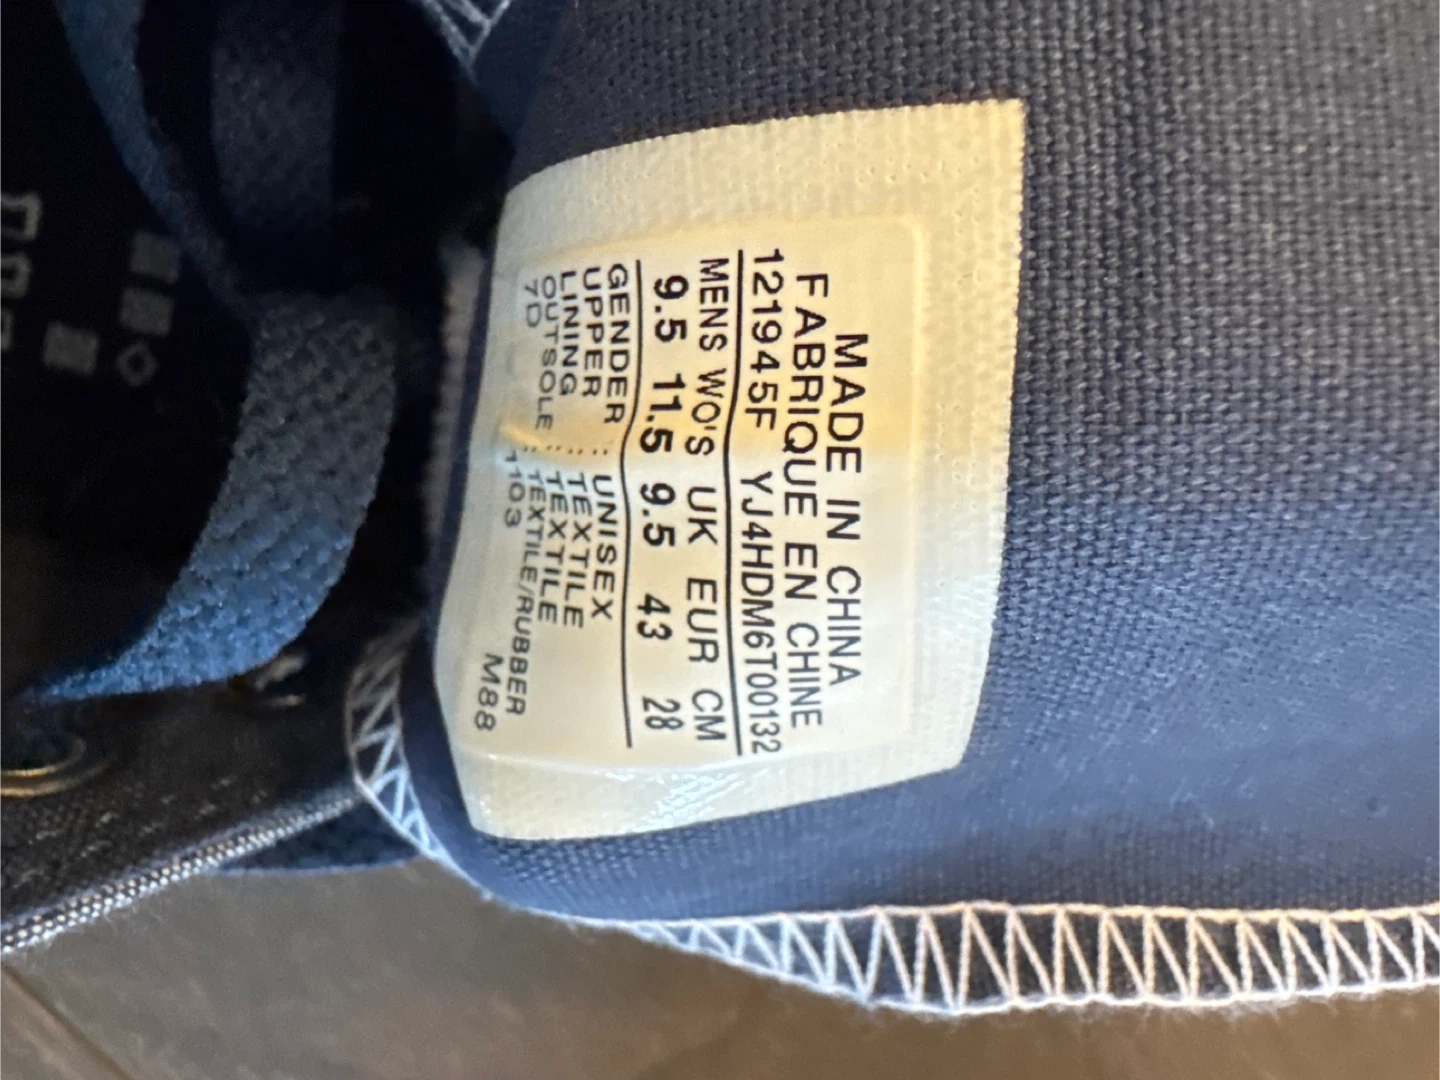 MADE IN CHINA
FABRIQUE EN CHINE
121945F YJ4HDM6T00132
MENS WO'S UK EUR CM
9.5 11.5 9.5 43 28
GENDER : UNISEX
UPPER : TEXTILE
LINING : TEXTILE
OUTSOLE : TEXTILE/RUBBER
7D 1103 M88